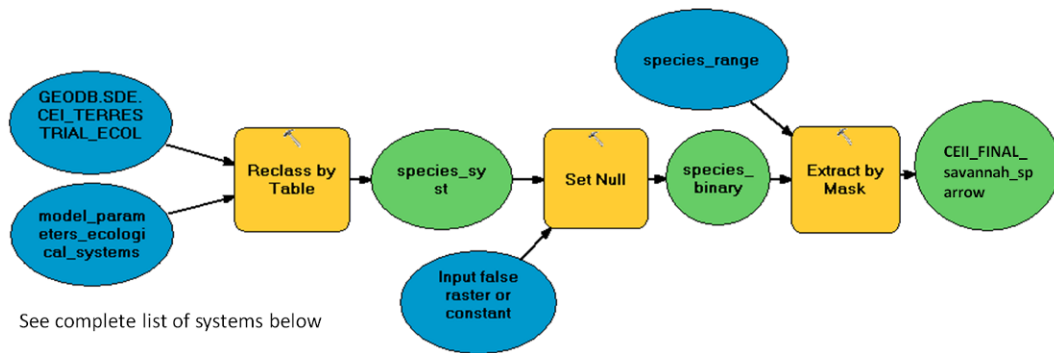 GEODB.SDE.
CEI_TERRES
TRIAL_ECOL
model_param
eters_ecologi
cal_systems
Reclass by
Table
species_sy
st
Input false
raster or
constant
Set Null
species_
binary
species_range
Extract by
Mask
CEII_FINAL_
savannah_sp
arrow
See complete list of systems below